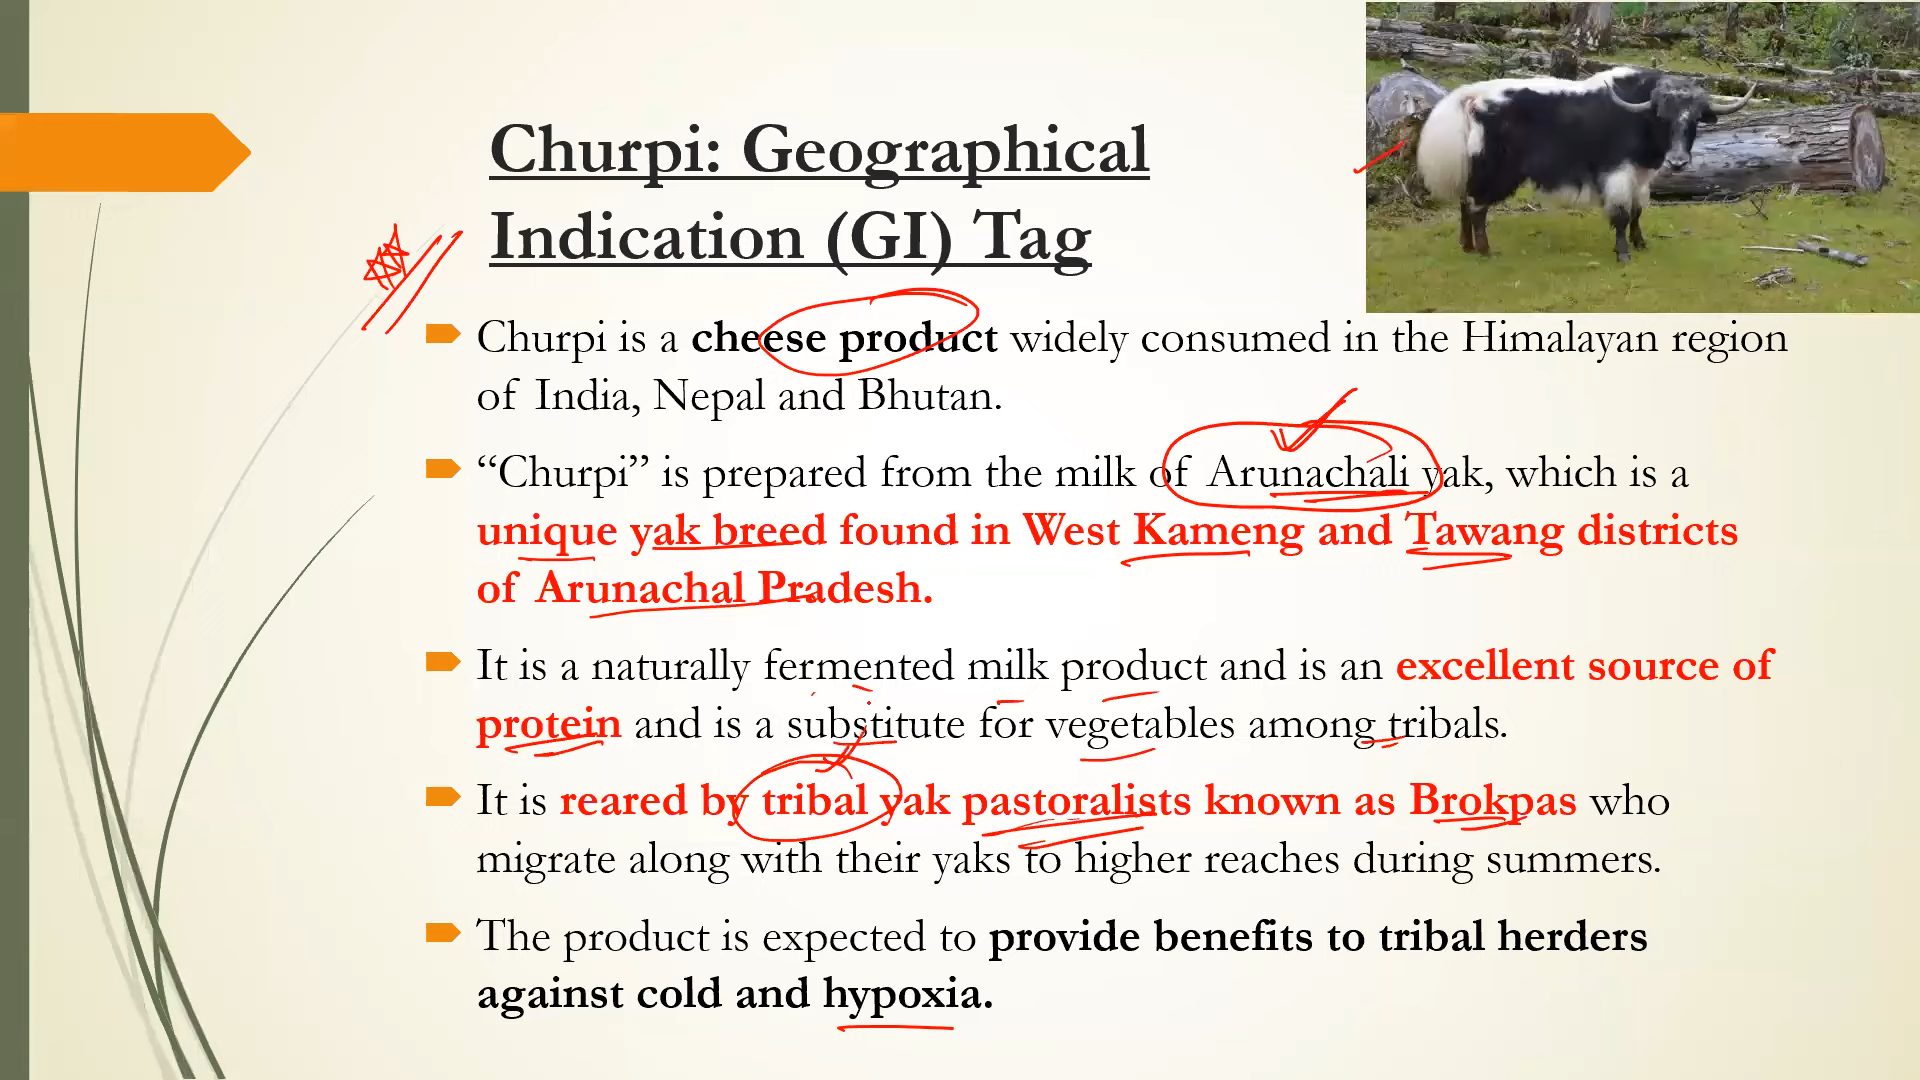 Churpi: Geographical
Indication (GI) Tag
Churpi is a cheese product widely consumed in the Himalayan region
of India, Nepal and Bhutan.
“Churpi” is prepared from the milk of Arunachali yak, which is a
unique yak breed found in West Kameng and Tawang districts
of Arunachal Pradesh.
It is a naturally fermented milk product and is an excellent source of
protein and is a substitute for vegetables among tribals.
It is reared by tribal yak pastoralists known as Brokpas who
migrate along with their yaks to higher reaches during summers.
The product is expected to provide benefits to tribal herders
against cold and hypoxia.